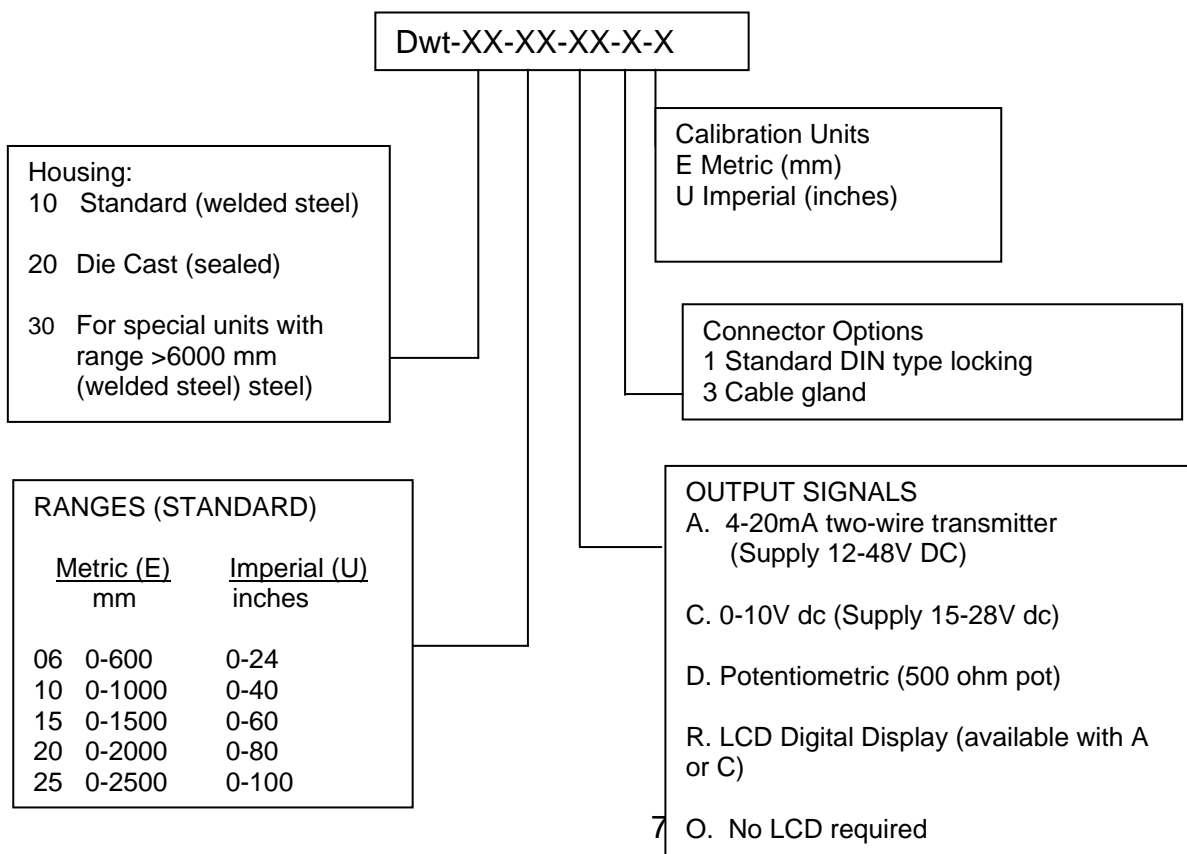 Dwt-XX-XX-XX-X-X
Calibration Units
E Metric (mm)
U Imperial (inches)
Housing:
10 Standard (welded steel)
20 Die Cast (sealed)
30 For special units with
range >6000 mm
(welded steel) steel)
Connector Options
1 Standard DIN type locking
3 Cable gland
RANGES (STANDARD)
Metric (E) Imperial (U)
mm inches
06 0-600 0-24
10 0-1000 0-40
15 0-1500 0-60
20 0-2000 0-80
25 0-2500 0-100
OUTPUT SIGNALS
A. 4-20mA two-wire transmitter
(Supply 12-48V DC)
C. 0-10V dc (Supply 15-28V dc)
D. Potentiometric (500 ohm pot)
R. LCD Digital Display (available with A
or C)
O. No LCD required
7